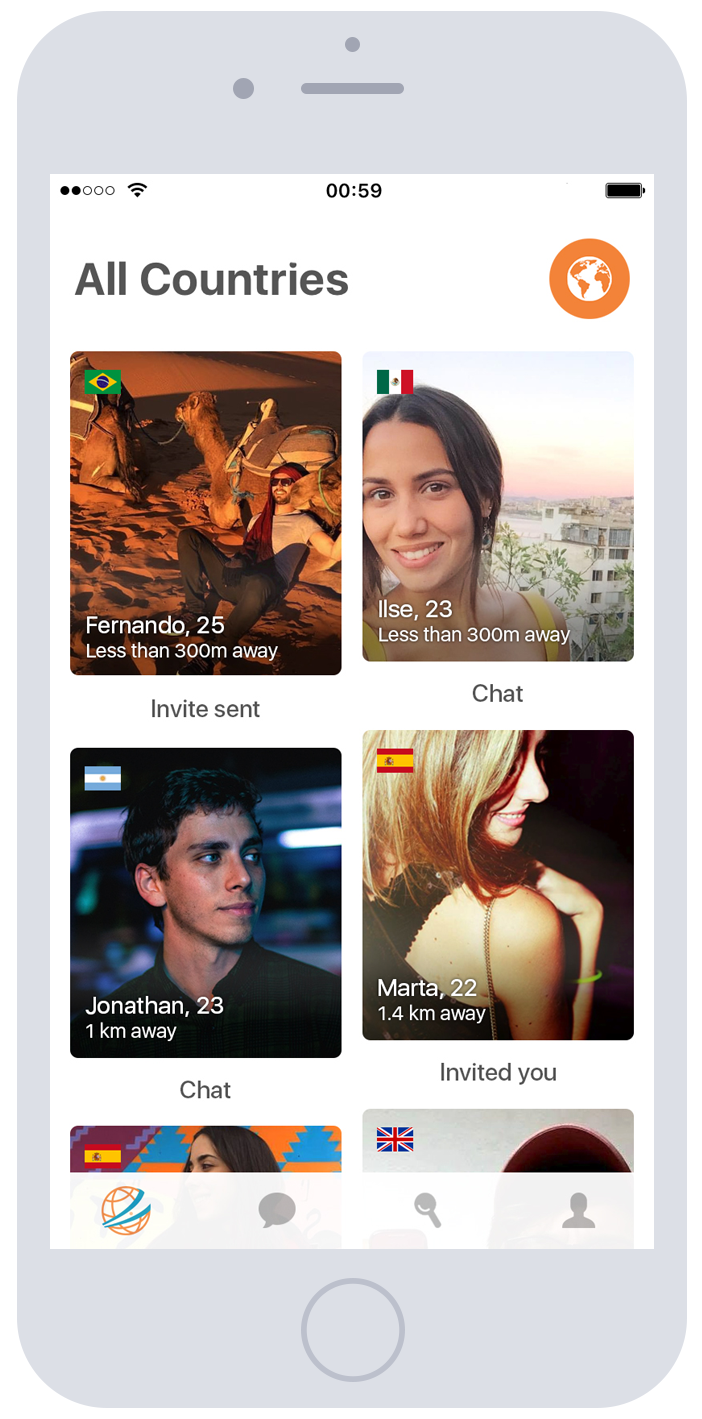 00:59
All Countries
Fernando, 25
Less than 300m away
Invite sent
Ilse, 23
Less than 300m away
Chat
Jonathan, 23
1 km away
Chat
Marta, 22
1.4 km away
Invited you